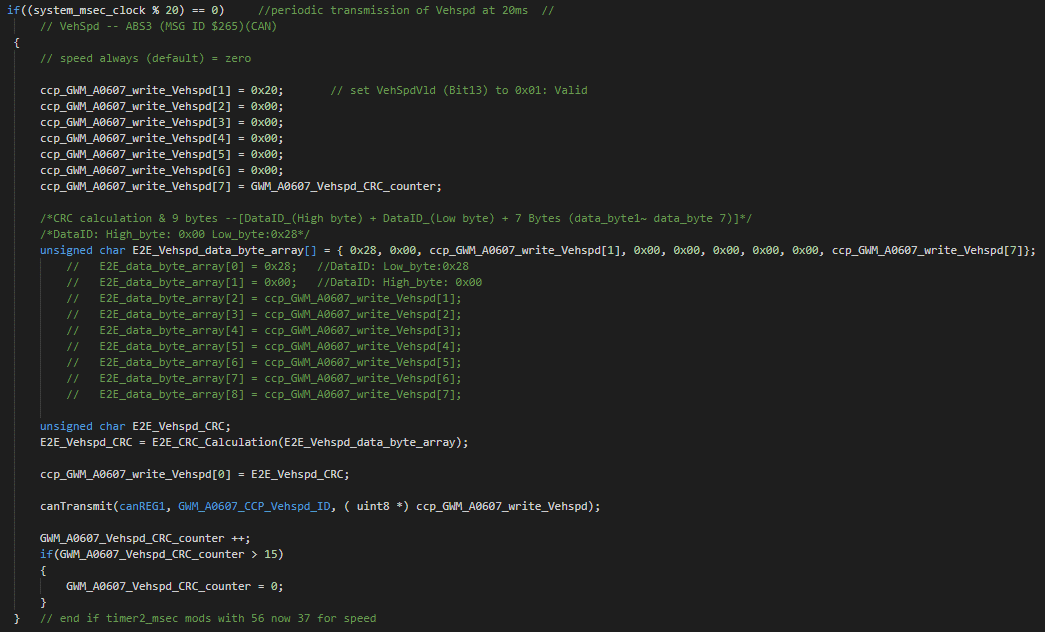 if((system_msec_clock % 20) == 0)     //periodic transmission of Vehspd at 20ms  //
// VehSpd -- ABS3 (MSG ID $265)(CAN)
{
// speed always (default) = zero
ccp_GWM_A0607_write_Vehspd[1] = 0x20;       // set VehSpdVld (Bit13) to 0x01: Valid
ccp_GWM_A0607_write_Vehspd[2] = 0x00;
ccp_GWM_A0607_write_Vehspd[3] = 0x00;
ccp_GWM_A0607_write_Vehspd[4] = 0x00;
ccp_GWM_A0607_write_Vehspd[5] = 0x00;
ccp_GWM_A0607_write_Vehspd[6] = 0x00;
ccp_GWM_A0607_write_Vehspd[7] = GWM_A0607_Vehspd_CRC_counter;
/*CRC calculation & 9 bytes --[DataID_(High byte) + DataID_(Low byte) + 7 Bytes (data_byte1~ data_byte 7)]*/
/*DataID: High_byte: 0x00 Low_byte:0x28*/
unsigned char E2E_Vehspd_data_byte_array[] = { 0x28, 0x00, ccp_GWM_A0607_write_Vehspd[1], 0x00, 0x00, 0x00, 0x00, 0x00, ccp_GWM_A0607_write_Vehspd[7]};
//   E2E_data_byte_array[0] = 0x28;   //DataID: Low_byte:0x28
//   E2E_data_byte_array[1] = 0x00;   //DataID: High_byte: 0x00
//   E2E_data_byte_array[2] = ccp_GWM_A0607_write_Vehspd[1];
//   E2E_data_byte_array[3] = ccp_GWM_A0607_write_Vehspd[2];
//   E2E_data_byte_array[4] = ccp_GWM_A0607_write_Vehspd[3];
//   E2E_data_byte_array[5] = ccp_GWM_A0607_write_Vehspd[4];
//   E2E_data_byte_array[6] = ccp_GWM_A0607_write_Vehspd[5];
//   E2E_data_byte_array[7] = ccp_GWM_A0607_write_Vehspd[6];
//   E2E_data_byte_array[8] = ccp_GWM_A0607_write_Vehspd[7];
unsigned char E2E_Vehspd_CRC;
E2E_Vehspd_CRC = E2E_CRC_Calculation(E2E_Vehspd_data_byte_array);
ccp_GWM_A0607_write_Vehspd[0] = E2E_Vehspd_CRC;
canTransmit(canREG1, GWM_A0607_CCP_Vehspd_ID, ( uint8 *) ccp_GWM_A0607_write_Vehspd);
GWM_A0607_Vehspd_CRC_counter ++;
if(GWM_A0607_Vehspd_CRC_counter > 15)
{
GWM_A0607_Vehspd_CRC_counter = 0;
}
}   // end if timer2_msec mods with 56 now 37 for speed